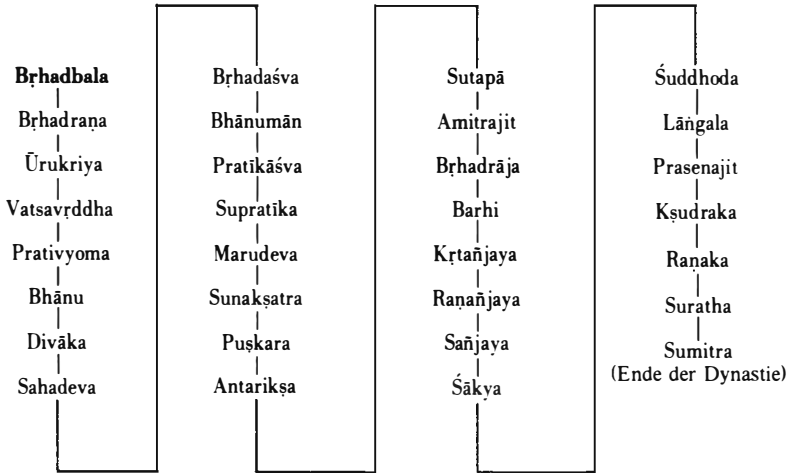 Bṛhadbala
Bṛhadraṇa
Ūrukriya
Vatsavṛddha
Prativyoma
Bhānu
Divāka
Sahadeva
Bṛhadaśva
Bhānumān
Pratīkāśva
Supratīka
Marudeva
Sunakṣatra
Puṣkara
Antarikṣa
Sutapā
Amitrajit
Bṛhadrāja
Barhi
Kṛtañjaya
Raṇañjaya
Sañjaya
Śākya
Śuddhoda
Lāṅgala
Prasenajit
Kṣudraka
Raṇaka
Suratha
Sumitra
(Ende der Dynastie)